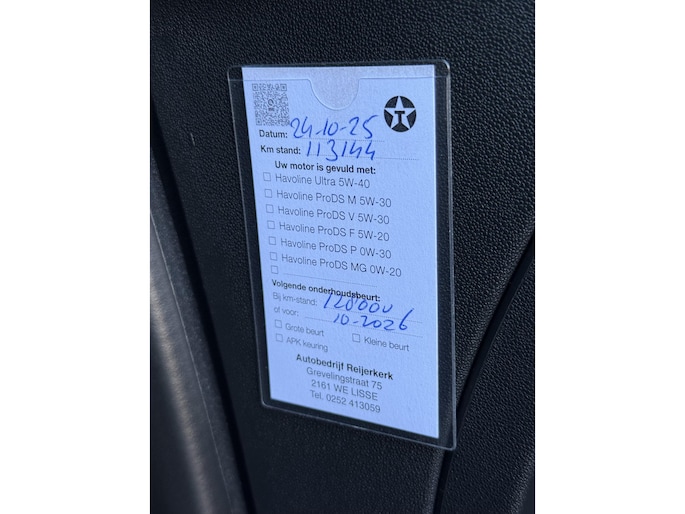 T
Datum: 24-10-25
Km stand: 113144
Uw motor is gevuld met:
Havoline Ultra 5W-40
Havoline ProDS M 5W-30
Havoline ProDS V 5W-30
Havoline ProDS F 5W-20
Havoline ProDS P 0W-30
Havoline ProDS MG 0W-20
Volgende onderhoudsbeurt:
Bij km-stand: 128000
of voor: 10-2026
Grote beurt Kleine beurt
APK keuring
Autobedrijf Reijerkerk
Grevelingstraat 75
2161 WE LISSE
Tel. 0252 413059